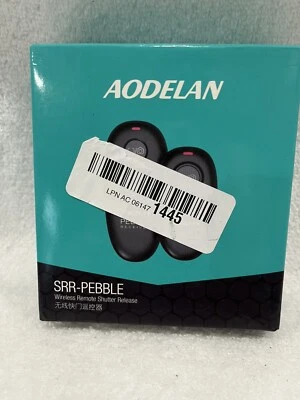 AODELAN
LPN AC 06147 1445
SRR-PEBBLE
Wireless Remote Shutter Release
无线快门遥控器